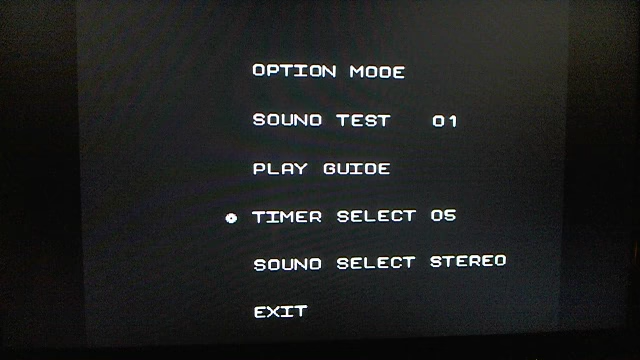 OPTION MODE
SOUND TEST 01
PLAY GUIDE
TIMER SELECT 05
SOUND SELECT STEREO
EXIT